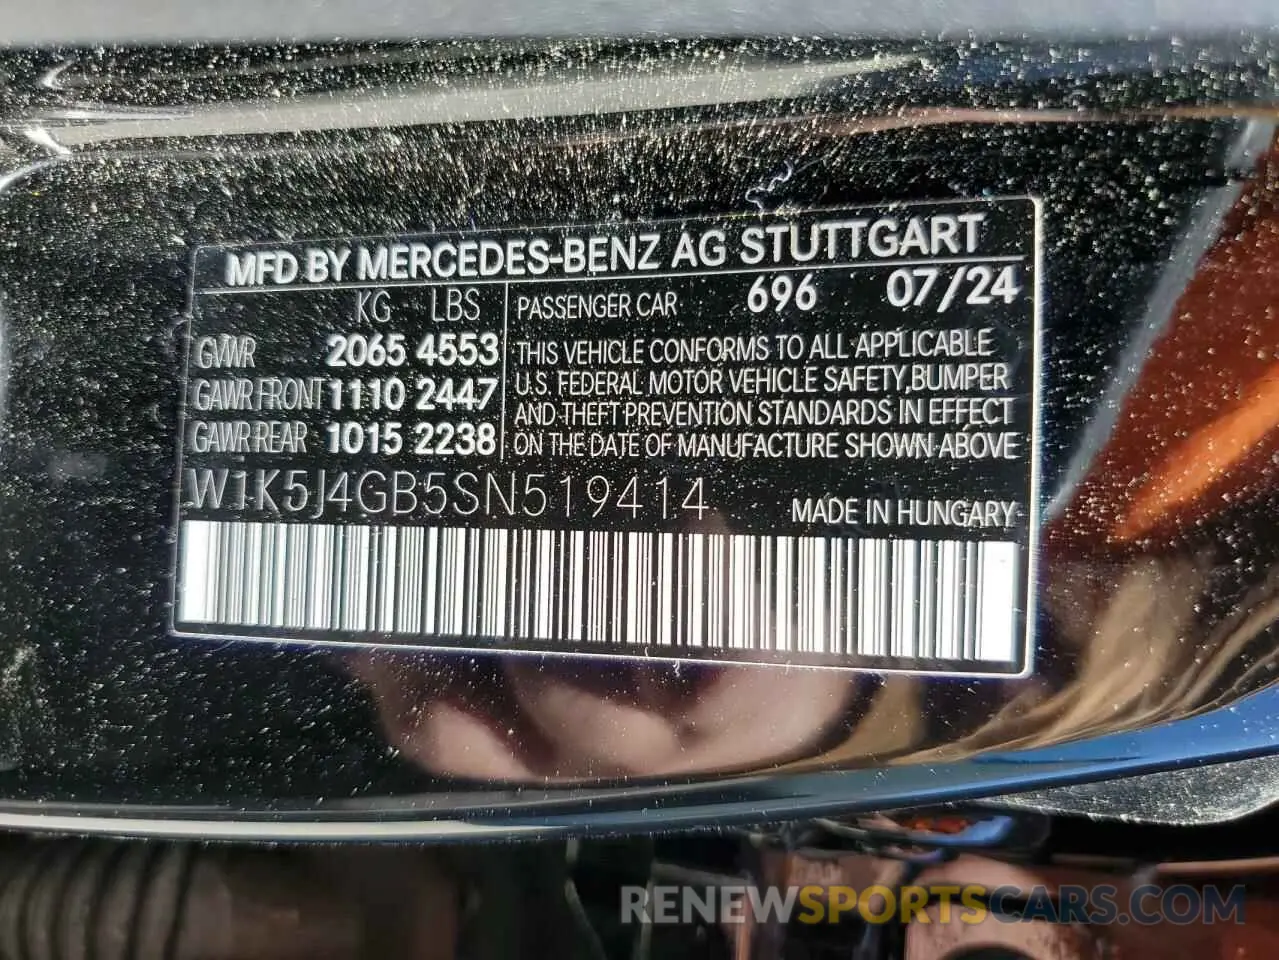 MFD BY MERCEDES-BENZ AG STUTTGART
KG LBS PASSENGER CAR 696 07/24
GVWR 2065 4553
GAWR FRONT 1110 2447
GAWR REAR 1015 2238
THIS VEHICLE CONFORMS TO ALL APPLICABLE
U.S. FEDERAL MOTOR VEHICLE SAFETY,BUMPER
AND THEFT PREVENTION STANDARDS IN EFFECT
ON THE DATE OF MANUFACTURE SHOWN ABOVE
W1K5J4GB5SN519414
MADE IN HUNGARY
RENEWSPORTSCARS.COM